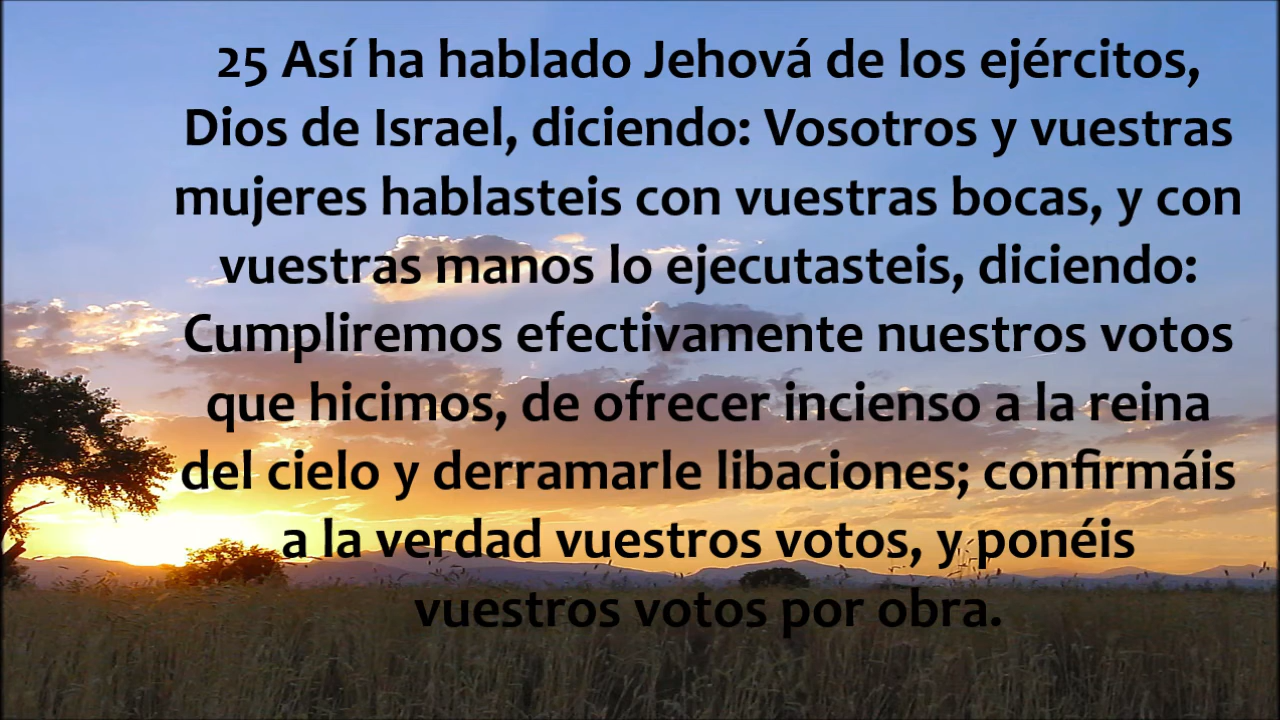 25 Así ha hablado Jehová de los ejércitos,
Dios de Israel, diciendo: Vosotros y vuestras
mujeres hablasteis con vuestras bocas, y con
vuestras manos lo ejecutasteis, diciendo:
Cumpliremos efectivamente nuestros votos
que hicimos, de ofrecer incienso a la reina
del cielo y derramarle libaciones; confirmáis
a la verdad vuestros votos, y ponéis
vuestros votos por obra.